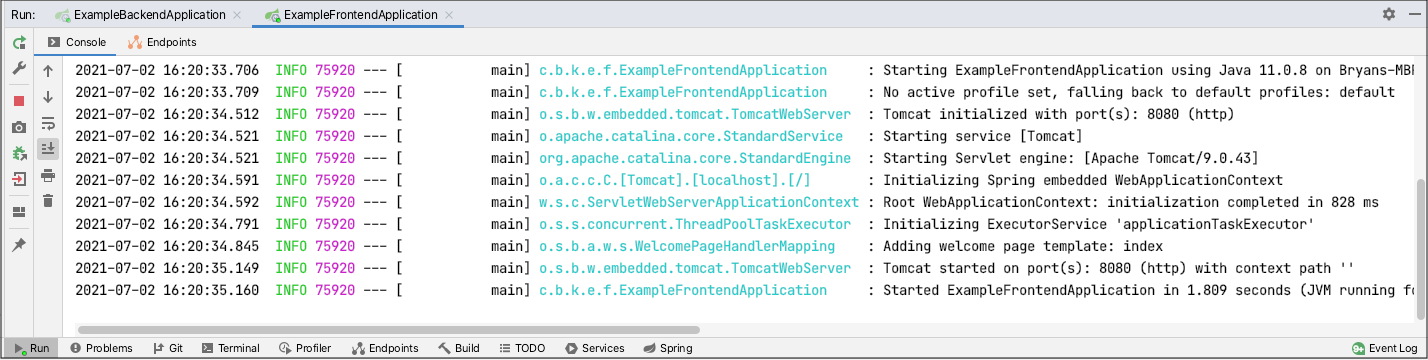 Run: ExampleBackendApplication ExampleFrontendApplication
Console Endpoints
2021-07-02 16:20:33.706  INFO 75920 --- [           main] c.b.k.e.f.ExampleFrontendApplication     : Starting ExampleFrontendApplication using Java 11.0.8 on Bryans-MBP
2021-07-02 16:20:33.709  INFO 75920 --- [           main] c.b.k.e.f.ExampleFrontendApplication     : No active profile set, falling back to default profiles: default
2021-07-02 16:20:34.512  INFO 75920 --- [           main] o.s.b.w.embedded.tomcat.TomcatWebServer  : Tomcat initialized with port(s): 8080 (http)
2021-07-02 16:20:34.521  INFO 75920 --- [           main] o.apache.catalina.core.StandardService   : Starting service [Tomcat]
2021-07-02 16:20:34.521  INFO 75920 --- [           main] org.apache.catalina.core.StandardEngine  : Starting Servlet engine: [Apache Tomcat/9.0.43]
2021-07-02 16:20:34.591  INFO 75920 --- [           main] o.a.c.c.C.[Tomcat].[localhost].[/]       : Initializing Spring embedded WebApplicationContext
2021-07-02 16:20:34.592  INFO 75920 --- [           main] w.s.c.ServletWebServerApplicationContext : Root WebApplicationContext: initialization completed in 828 ms
2021-07-02 16:20:34.791  INFO 75920 --- [           main] o.s.s.concurrent.ThreadPoolTaskExecutor  : Initializing ExecutorService 'applicationTaskExecutor'
2021-07-02 16:20:34.845  INFO 75920 --- [           main] o.s.b.a.w.s.WelcomePageHandlerMapping    : Adding welcome page template: index
2021-07-02 16:20:35.149  INFO 75920 --- [           main] o.s.b.w.embedded.tomcat.TomcatWebServer  : Tomcat started on port(s): 8080 (http) with context path ''
2021-07-02 16:20:35.160  INFO 75920 --- [           main] c.b.k.e.f.ExampleFrontendApplication     : Started ExampleFrontendApplication in 1.809 seconds (JVM running fo
Run Problems Git Terminal Profiler Endpoints Build TODO Services Spring Event Log